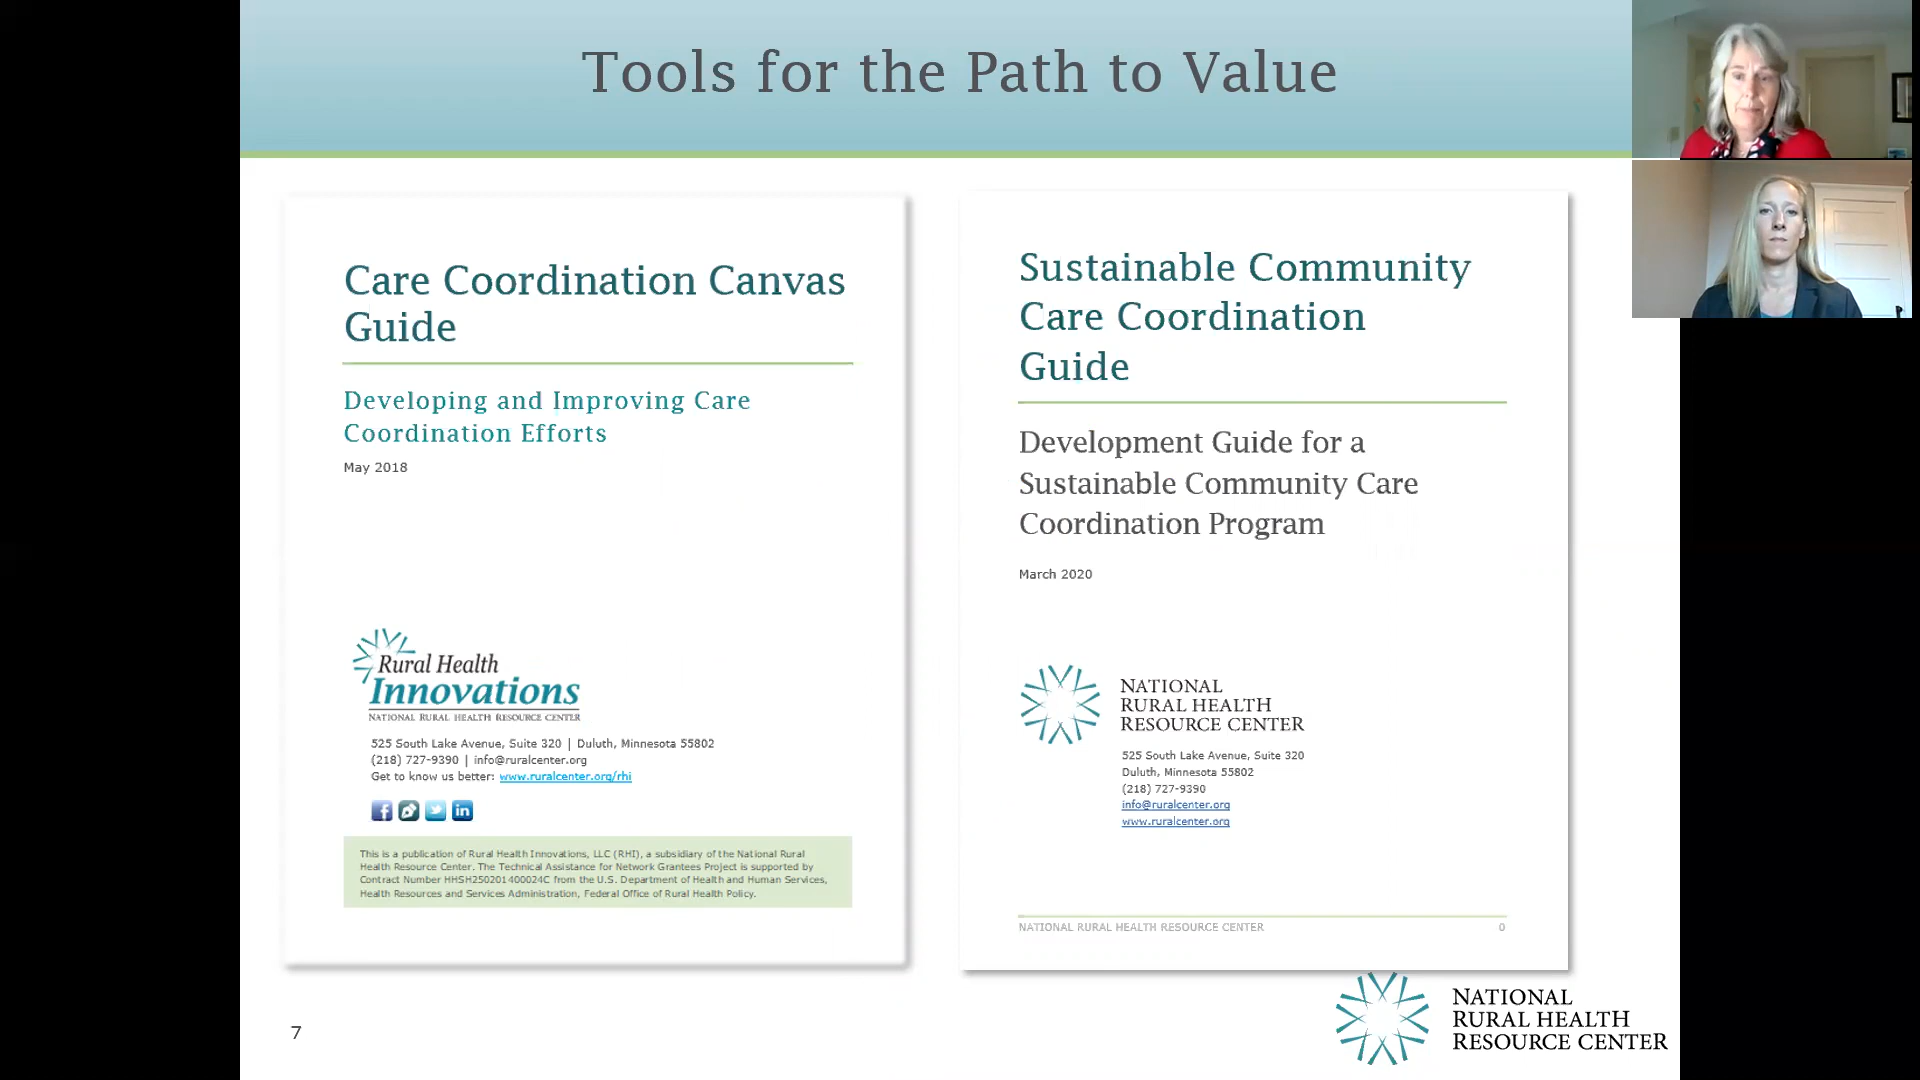 Tools for the Path to Value
Care Coordination Canvas
Guide
Developing and Improving Care
Coordination Efforts
May 2018
Rural Health
Innovations
NATIONAL RURAL HEALTH RESOURCE CENTER
525 South Lake Avenue, Suite 320 | Duluth, Minnesota 55802
(218) 727-9390 | info@ruralcenter.org
Get to know us better: www.ruralcenter.org/rhi
This is a publication of Rural Health Innovations, LLC (RHI), a subsidiary of the National Rural
Health Resource Center. The Technical Assistance for Network Grantees Project is supported by
Contract Number HHSH250201400024C from the U.S. Department of Health and Human Services,
Health Resources and Services Administration, Federal Office of Rural Health Policy.
Sustainable Community
Care Coordination
Guide
Development Guide for a
Sustainable Community Care
Coordination Program
March 2020
NATIONAL
RURAL HEALTH
RESOURCE CENTER
525 South Lake Avenue, Suite 320
Duluth, Minnesota 55802
(218) 727-9390
info@ruralcenter.org
www.ruralcenter.org
NATIONAL RURAL HEALTH RESOURCE CENTER 0
7
NATIONAL
RURAL HEALTH
RESOURCE CENTER